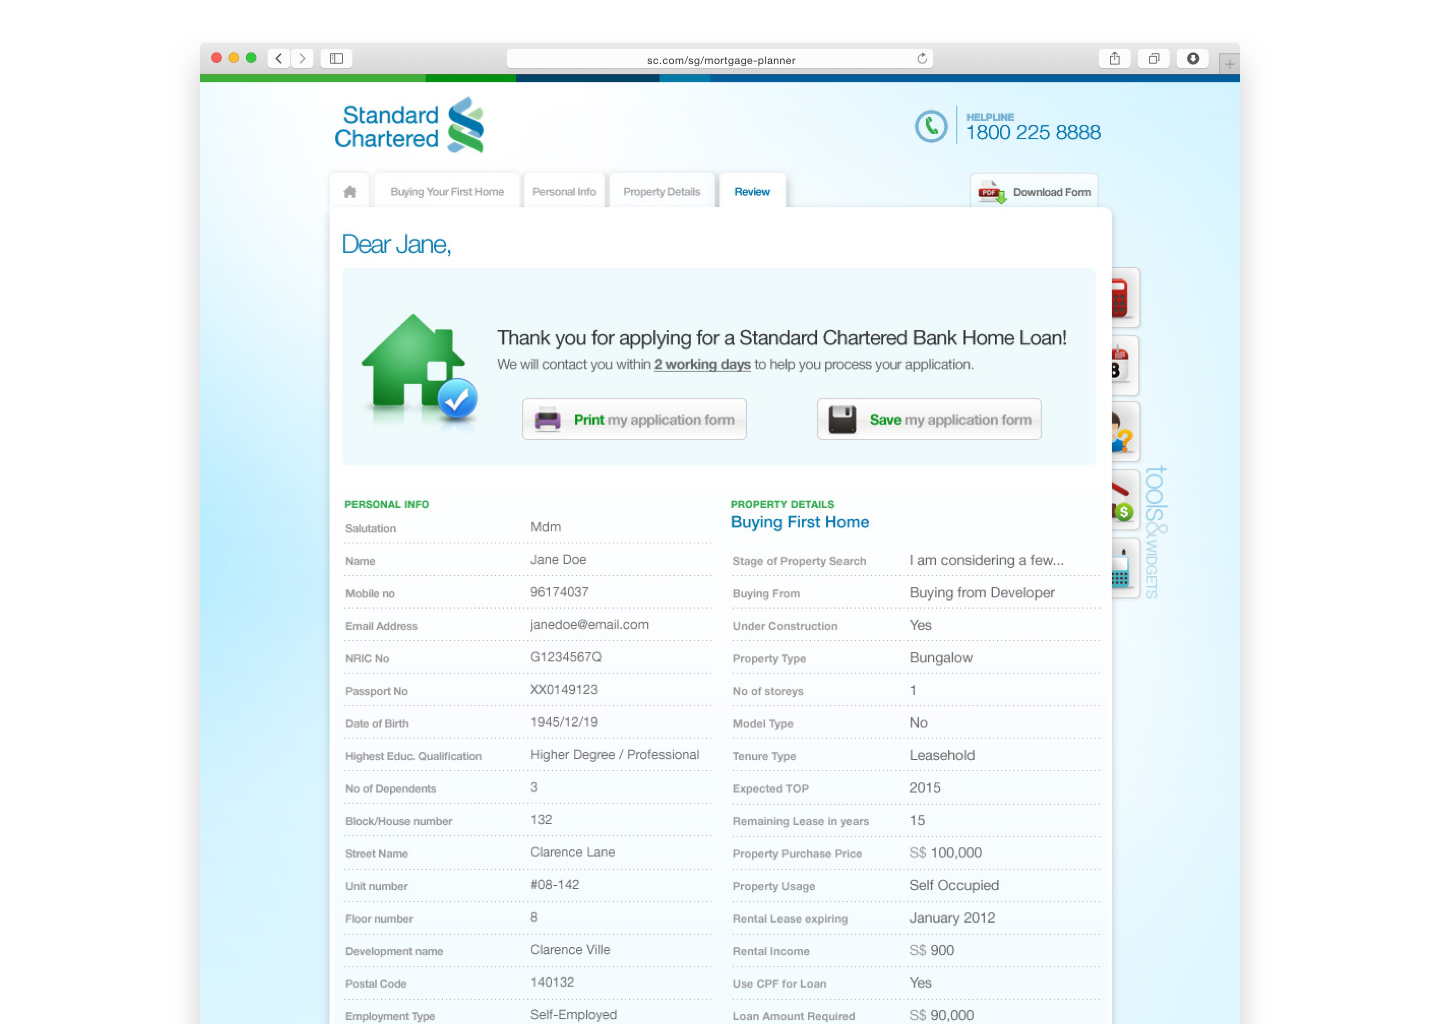 sc.com/sg/mortgage-planner
Standard
Chartered
HELPLINE
1800 225 8888
Buying Your First Home
Personal Info
Property Details
Review
PDF
Download Form
Dear Jane,
Thank you for applying for a Standard Chartered Bank Home Loan!
We will contact you within 2 working days to help you process your application.
Print my application form
Save my application form
tools&WIDGETS
PERSONAL INFO
Salutation Mdm
Name Jane Doe
Mobile no 96174037
Email Address janedoe@email.com
NRIC No G1234567Q
Passport No XX0149123
Date of Birth 1945/12/19
Highest Educ. Qualification Higher Degree / Professional
No of Dependents 3
Block/House number 132
Street Name Clarence Lane
Unit number #08-142
Floor number 8
Development name Clarence Ville
Postal Code 140132
Employment Type Self-Employed
PROPERTY DETAILS
Buying First Home
Stage of Property Search I am considering a few...
Buying From Buying from Developer
Under Construction Yes
Property Type Bungalow
No of storeys 1
Model Type No
Tenure Type Leasehold
Expected TOP 2015
Remaining Lease in years 15
Property Purchase Price S$ 100,000
Property Usage Self Occupied
Rental Lease expiring January 2012
Rental Income S$ 900
Use CPF for Loan Yes
Loan Amount Required S$ 90,000